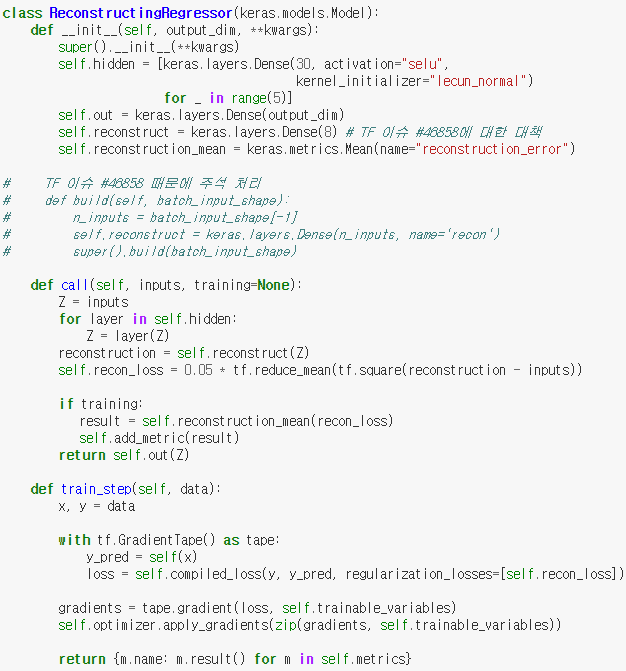 class ReconstructingRegressor(keras.models.Model):
    def __init__(self, output_dim, **kwargs):
        super().__init__(**kwargs)
        self.hidden = [keras.layers.Dense(30, activation="selu",
                                          kernel_initializer="lecun_normal")
                       for _ in range(5)]
        self.out = keras.layers.Dense(output_dim)
        self.reconstruct = keras.layers.Dense(8) # TF 이슈 #46858에 대한 대책
        self.reconstruction_mean = keras.metrics.Mean(name="reconstruction_error")

#     TF 이슈 #46858 때문에 주석 처리
#     def build(self, batch_input_shape):
#         n_inputs = batch_input_shape[-1]
#         self.reconstruct = keras.layers.Dense(n_inputs, name='recon')
#         super().build(batch_input_shape)

    def call(self, inputs, training=None):
        Z = inputs
        for layer in self.hidden:
            Z = layer(Z)
        reconstruction = self.reconstruct(Z)
        self.recon_loss = 0.05 * tf.reduce_mean(tf.square(reconstruction - inputs))

        if training:
           result = self.reconstruction_mean(recon_loss)
           self.add_metric(result)
        return self.out(Z)

    def train_step(self, data):
        x, y = data

        with tf.GradientTape() as tape:
            y_pred = self(x)
            loss = self.compiled_loss(y, y_pred, regularization_losses=[self.recon_loss])

        gradients = tape.gradient(loss, self.trainable_variables)
        self.optimizer.apply_gradients(zip(gradients, self.trainable_variables))

        return {m.name: m.result() for m in self.metrics}